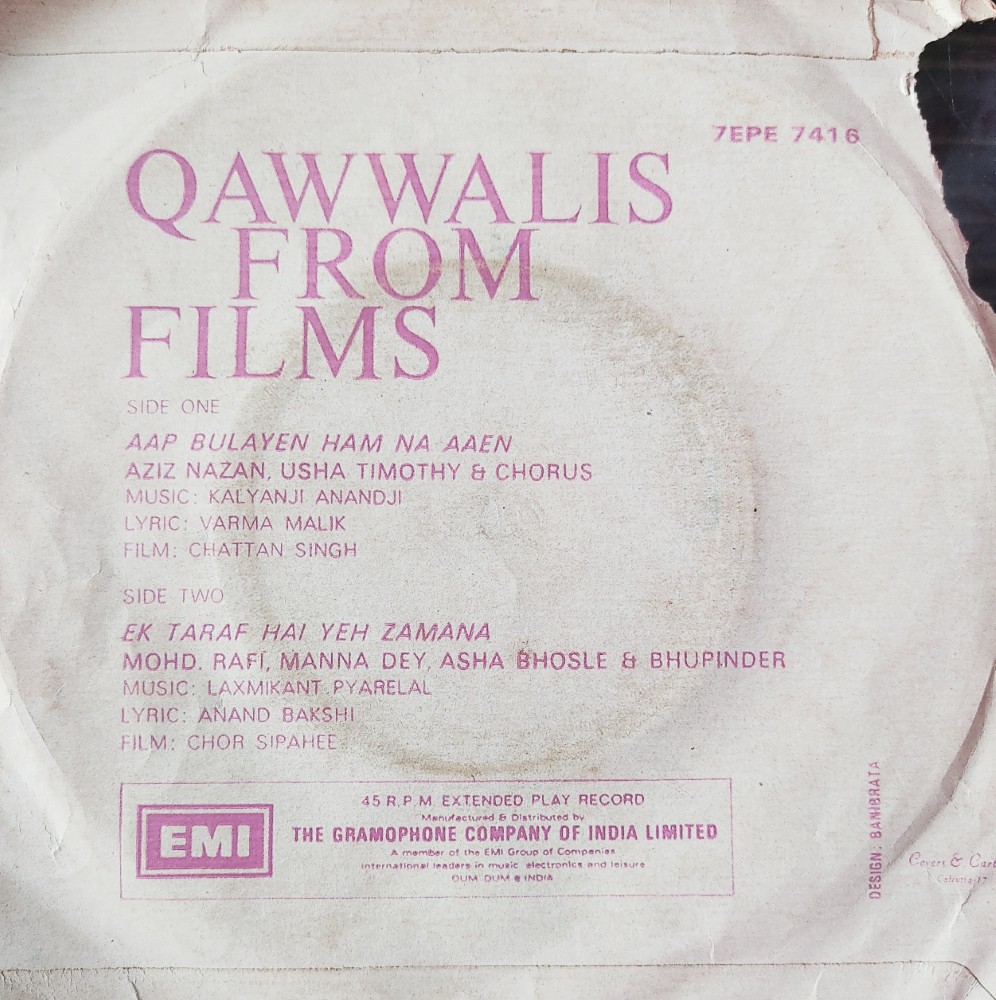 7EPE 7416
QAWWALIS
FROM
FILMS
SIDE ONE
AAP BULAYEN HAM NA AAEN
AZIZ NAZAN, USHA TIMOTHY & CHORUS
MUSIC: KALYANJI ANANDJI
LYRIC: VARMA MALIK
FILM: CHATTAN SINGH
SIDE TWO
EK TARAF HAI YEH ZAMANA
MOHD. RAFI, MANNA DEY, ASHA BHOSLE & BHUPINDER
MUSIC: LAXMIKANT PYARELAL
LYRIC: ANAND BAKSHI
FILM: CHOR SIPAHEE
EMI
45 R.P.M. EXTENDED PLAY RECORD
Manufactured & Distributed by
THE GRAMOPHONE COMPANY OF INDIA LIMITED
A member of the EMI Group of Companies
International leaders in music, electronics and leisure
DUM DUM INDIA
DESIGN: BANIBRATA
Covers & Cart
Calcutta-17